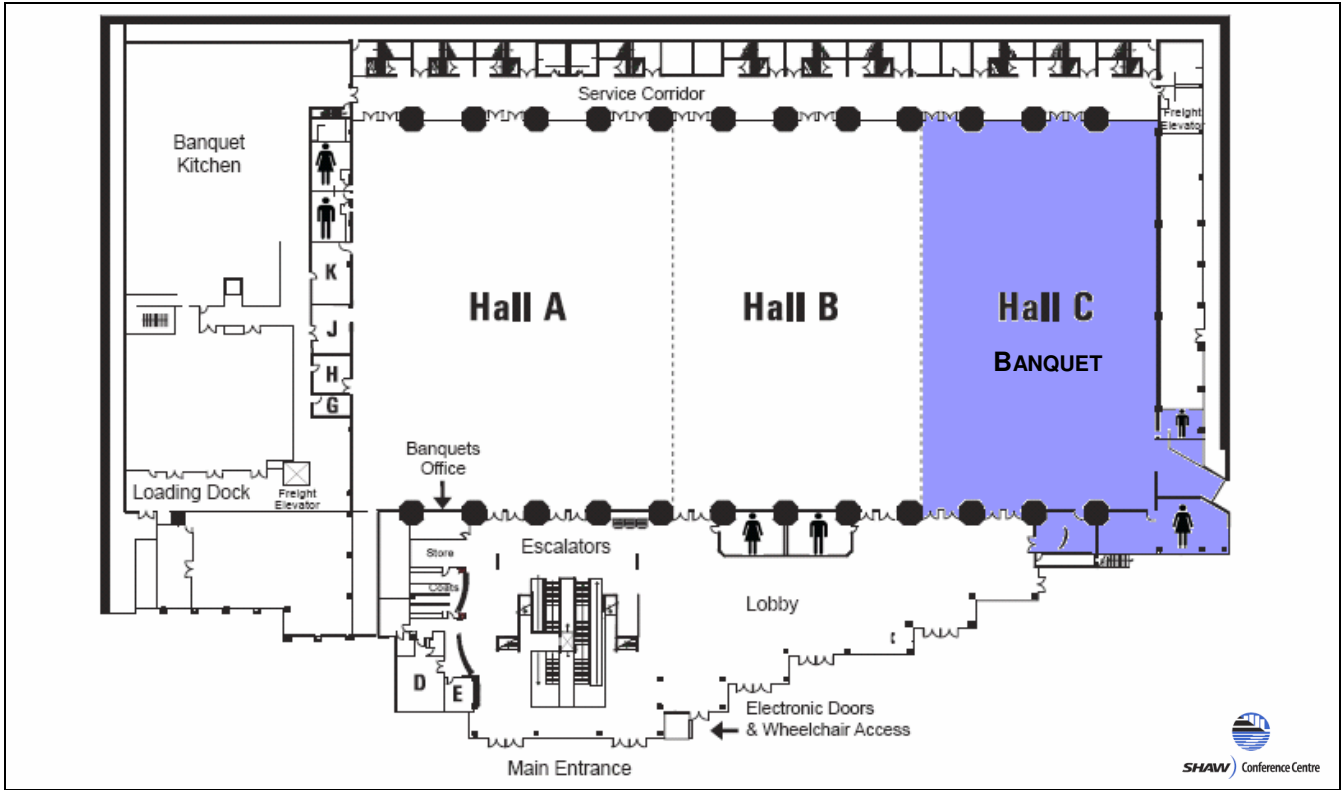 Service Corridor
Freight
Elevator
Banquet
Kitchen
K
J
H
G
Hall A
Hall B
Hall C
BANQUET
Banquets
Office
Loading Dock
Freight
Elevator
Store
Escalators
Coats
Lobby
D
E
Electronic Doors
& Wheelchair Access
Main Entrance
SHAW Conference Centre